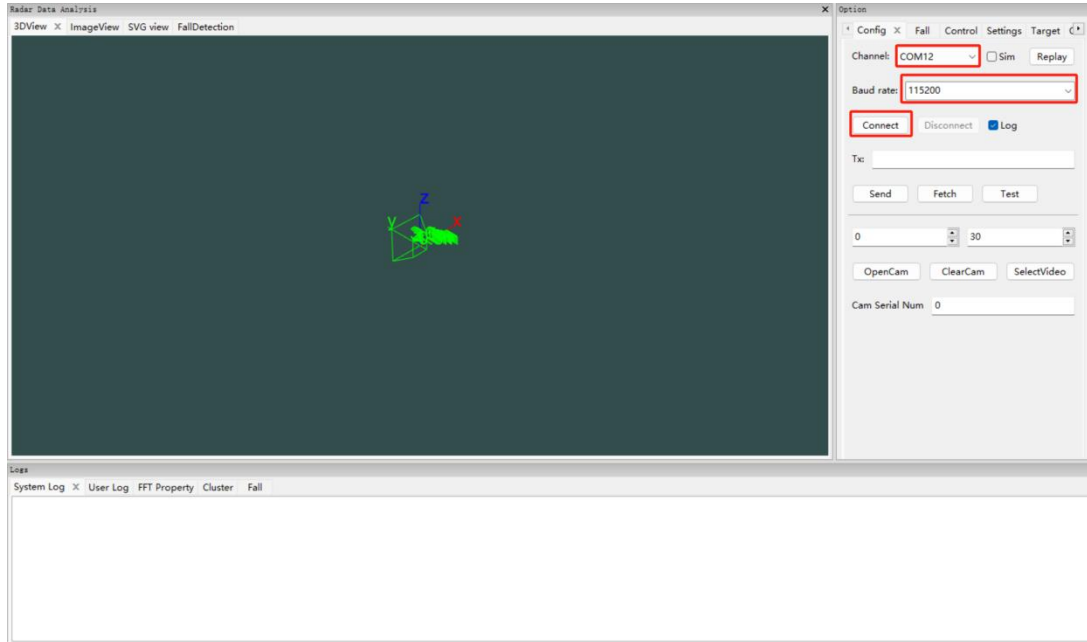 Radar Data Analysis
3DView ImageView SVG view FallDetection
Z
y X
Option
Config Fall Control Settings Target
Channel: COM12 Sim Replay
Baud rate: 115200
Connect Disconnect Log
Tx:
Send Fetch Test
0 30
OpenCam ClearCam SelectVideo
Cam Serial Num 0
Logs
System Log User Log FFT Property Cluster Fall